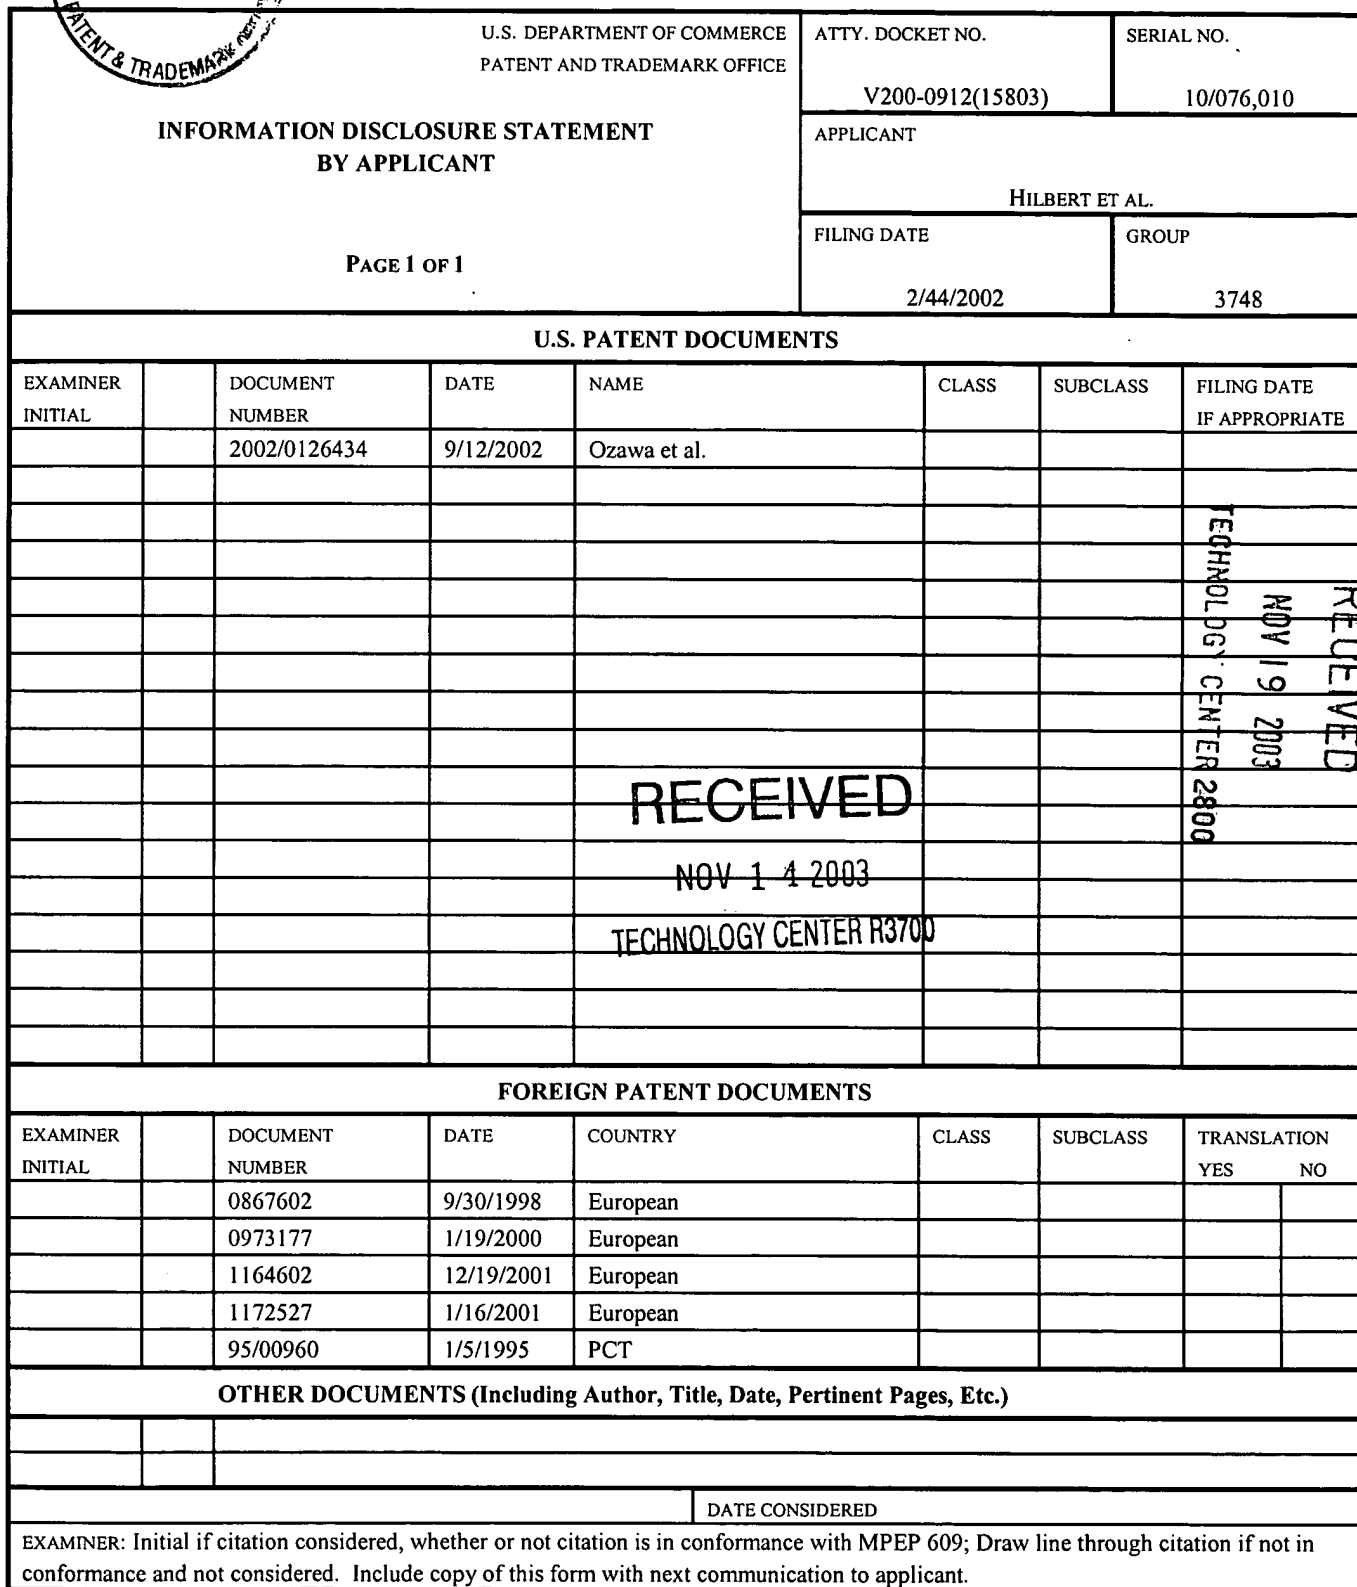 PATENT & TRADEMARK
U.S. DEPARTMENT OF COMMERCE
PATENT AND TRADEMARK OFFICE
INFORMATION DISCLOSURE STATEMENT
BY APPLICANT
PAGE 1 OF 1
ATTY. DOCKET NO.
V200-0912(15803)
SERIAL NO.
10/076,010
APPLICANT
HILBERT ET AL.
FILING DATE
2/44/2002
GROUP
3748
U.S. PATENT DOCUMENTS
EXAMINER INITIAL DOCUMENT NUMBER DATE NAME CLASS SUBCLASS FILING DATE IF APPROPRIATE
2002/0126434 9/12/2002 Ozawa et al.
RECEIVED
NOV 19 2003
TECHNOLOGY CENTER 2800
RECEIVED
NOV 14 2003
TECHNOLOGY CENTER R3700
FOREIGN PATENT DOCUMENTS
EXAMINER INITIAL DOCUMENT NUMBER DATE COUNTRY CLASS SUBCLASS TRANSLATION YES NO
0867602 9/30/1998 European
0973177 1/19/2000 European
1164602 12/19/2001 European
1172527 1/16/2001 European
95/00960 1/5/1995 PCT
OTHER DOCUMENTS (Including Author, Title, Date, Pertinent Pages, Etc.)
DATE CONSIDERED
EXAMINER: Initial if citation considered, whether or not citation is in conformance with MPEP 609; Draw line through citation if not in
conformance and not considered. Include copy of this form with next communication to applicant.